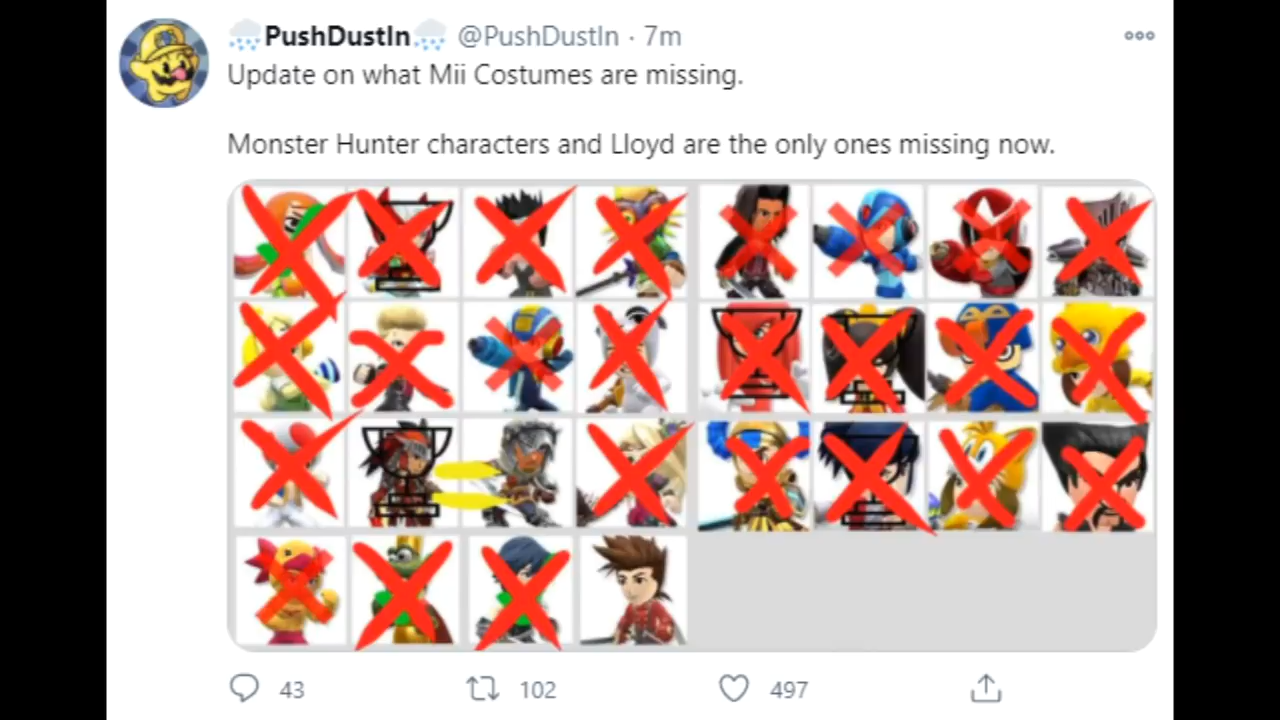 PushDustIn @PushDustIn · 7m
Update on what Mii Costumes are missing.
Monster Hunter characters and Lloyd are the only ones missing now.
43 102 497